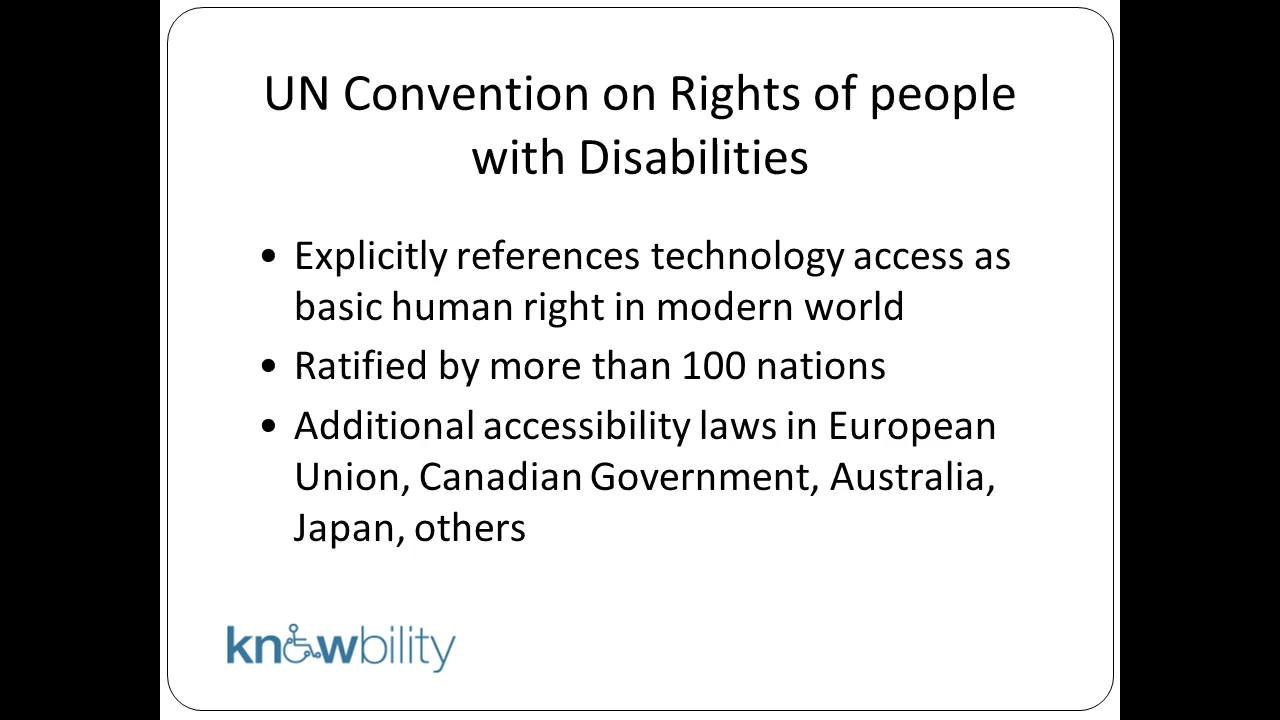 UN Convention on Rights of people
with Disabilities
• Explicitly references technology access as
basic human right in modern world
• Ratified by more than 100 nations
• Additional accessibility laws in European
Union, Canadian Government, Australia,
Japan, others
knowbility